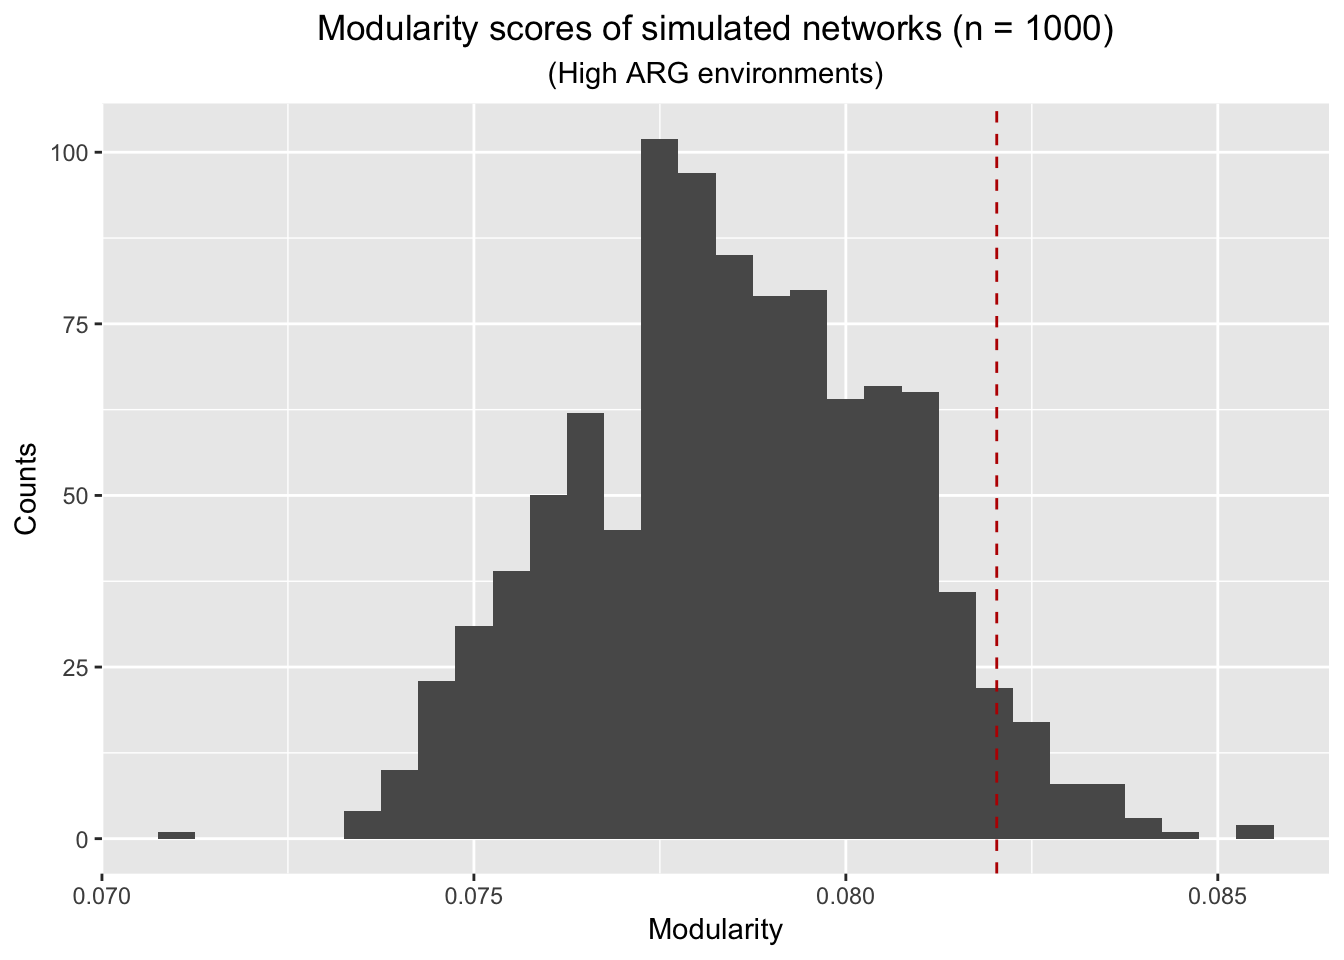 Modularity scores of simulated networks (n = 1000)
(High ARG environments)
100
75
50
25
0
Counts
0.070 0.075 0.080 0.085
Modularity